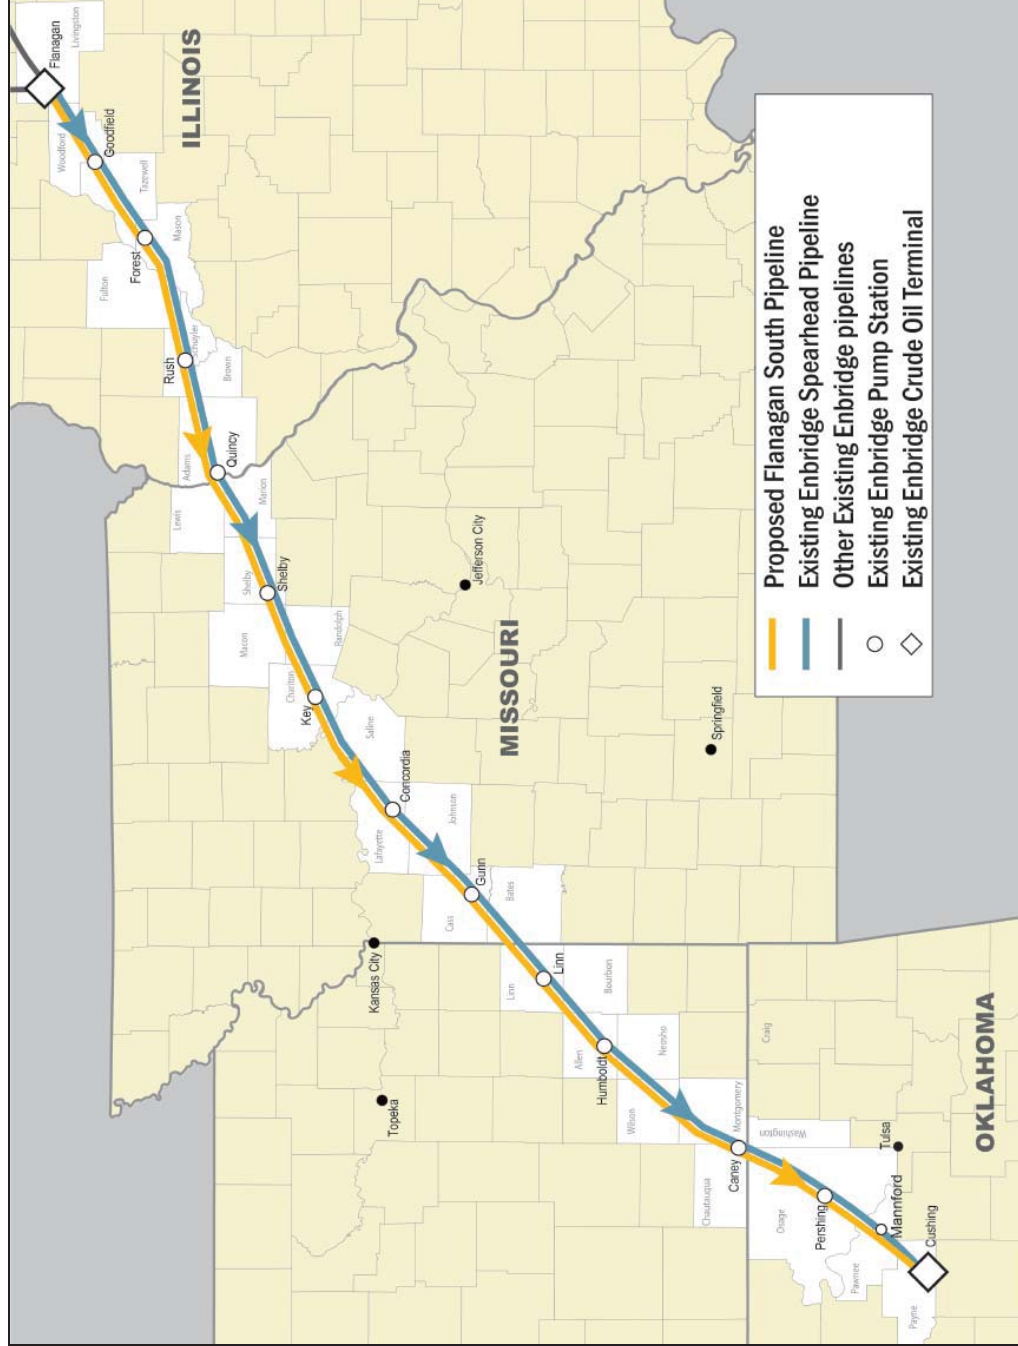 Livingston
Flanagan
ILLINOIS
Woodford
Goodfield
Tazewell
Mason
Forest
Fulton
Schuyler
Rush
Brown
Adams
Quincy
Marion
Lewis
Shelby
Shelby
Macon
Randolph
Chariton
Key
Saline
Jefferson City
MISSOURI
Concordia
Lafayette
Johnson
Springfield
Gunn
Cass
Bates
Kansas City
Linn
Linn
Bourbon
Allen
Humboldt
Neosho
Wilson
Topeka
Montgomery
Craig
Washington
Caney
Chautauqua
Tulsa
OKLAHOMA
Osage
Pershing
Mannford
Pawnee
Cushing
Payne
Proposed Flanagan South Pipeline
Existing Enbridge Spearhead Pipeline
Other Existing Enbridge pipelines
Existing Enbridge Pump Station
Existing Enbridge Crude Oil Terminal